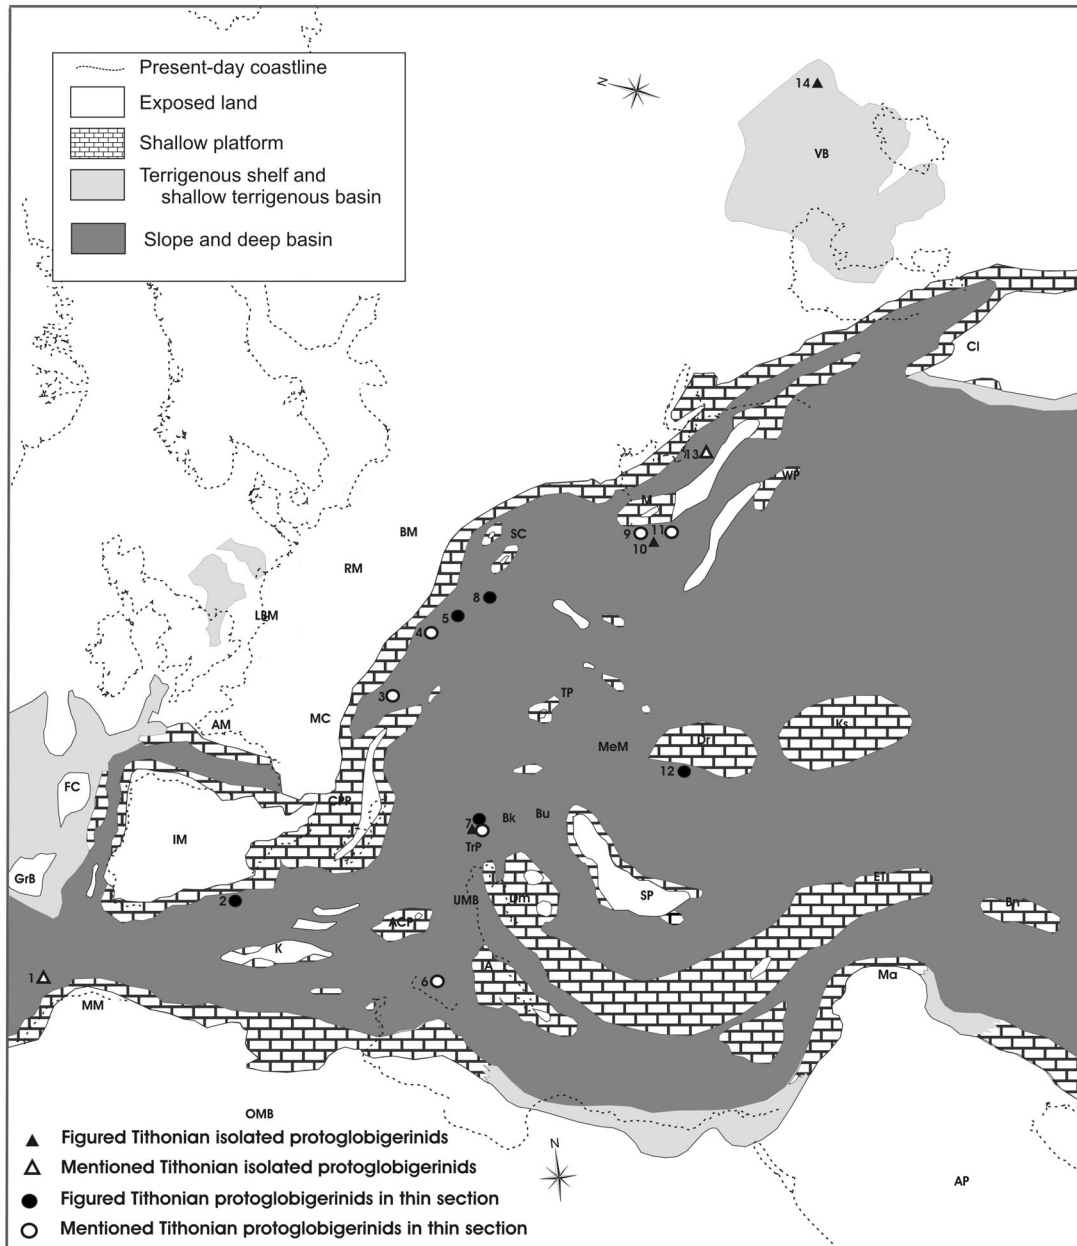 Present-day coastline
Exposed land
Shallow platform
Terrigenous shelf and
shallow terrigenous basin
Slope and deep basin
N
14
VB
CI
13
WP
M
9
11
10
BM
SC
RM
8
LBM
5
4
3
TP
AM
MC
MeM
Dr
Ks
12
FC
CPP
IM
7
Bk
Bu
TrP
GrB
2
UMB
Dm
SP
ET
Bn
ACP
K
1
6
A
Ma
MM
OMB
AP
N
Figured Tithonian isolated protoglobigerinids
Mentioned Tithonian isolated protoglobigerinids
Figured Tithonian protoglobigerinids in thin section
Mentioned Tithonian protoglobigerinids in thin section